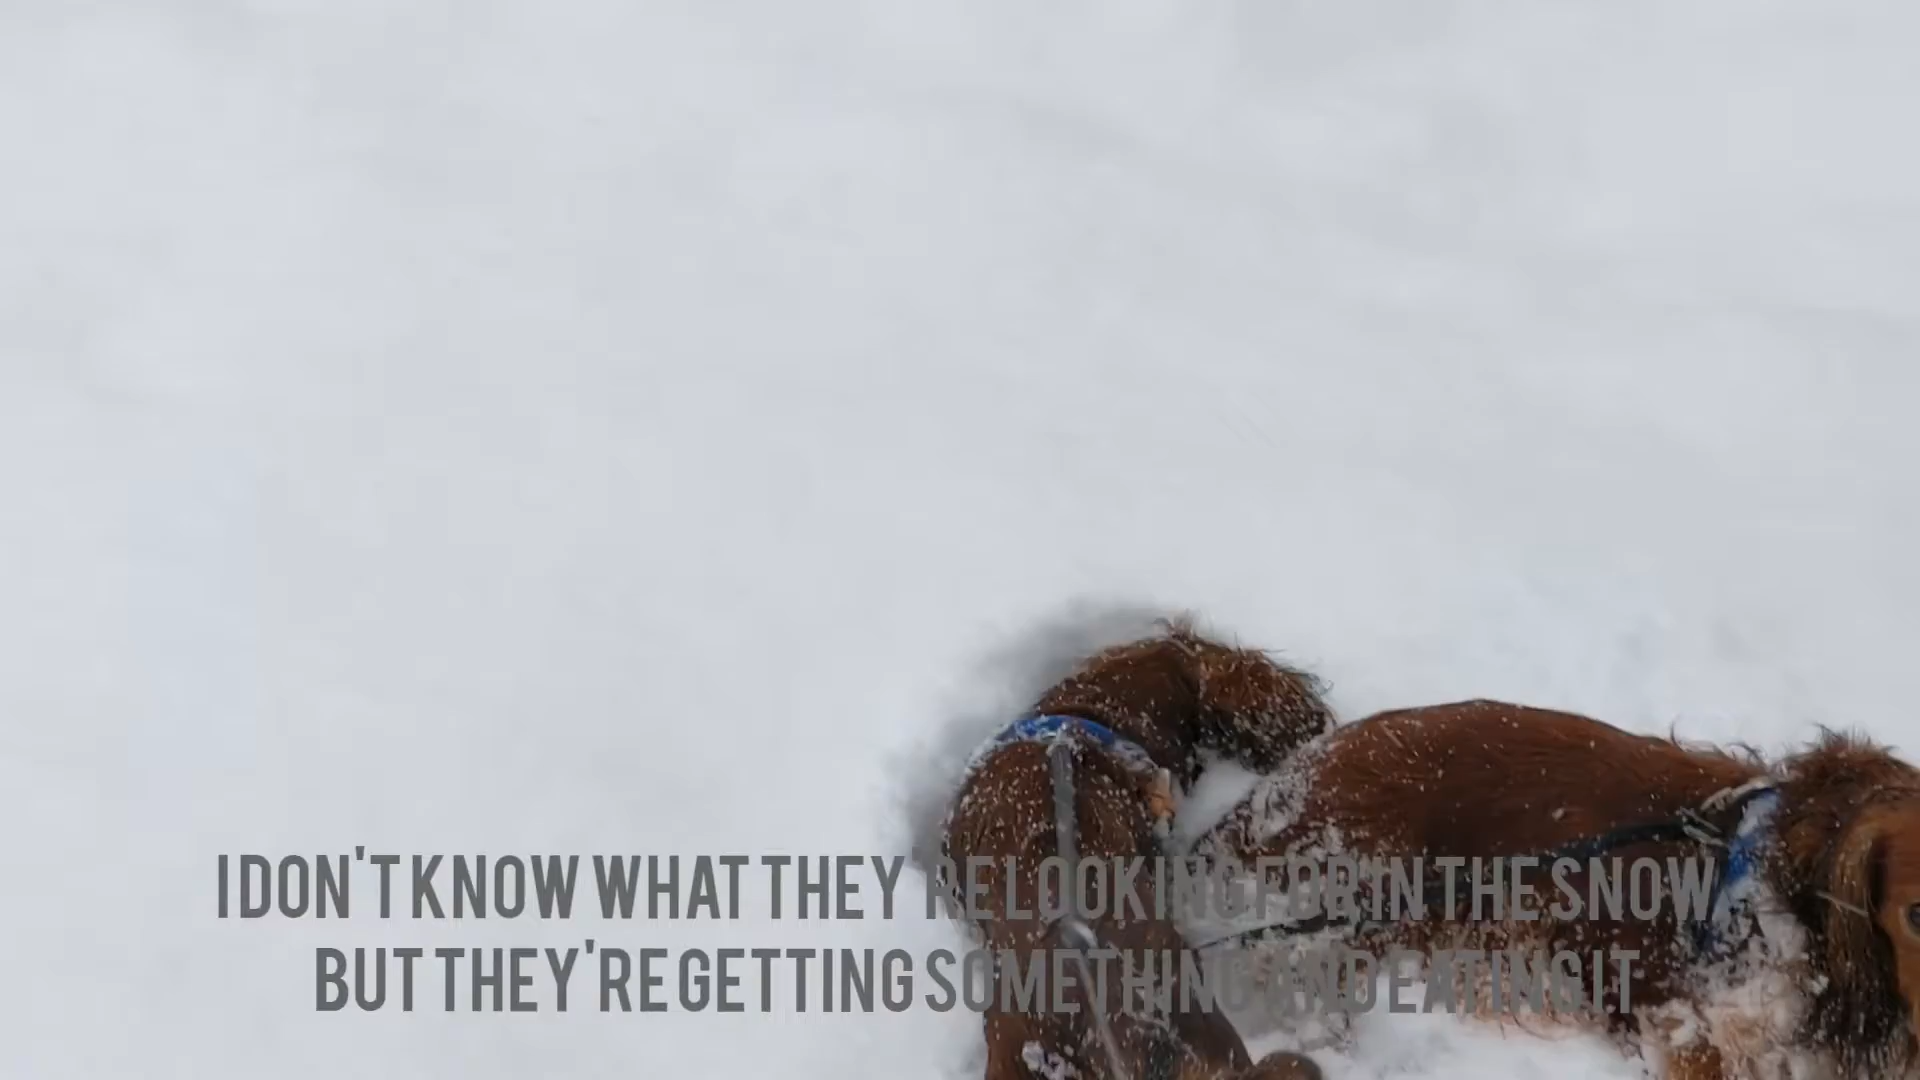 I DON'T KNOW WHAT THEY'RE LOOKING FOR IN THE SNOW
BUT THEY'RE GETTING SOMETHING AND EATING IT